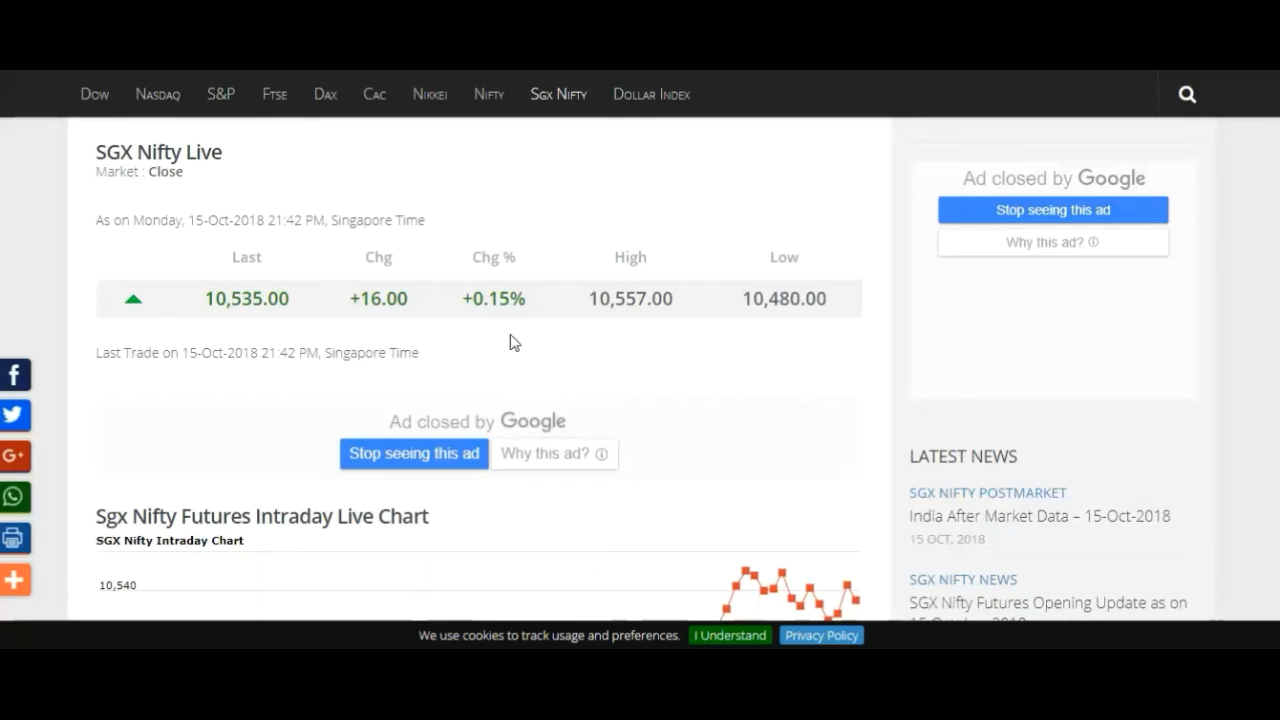 Dow Nasdaq S&P Ftse Dax Cac Nikkei Nifty Sgx Nifty Dollar Index
SGX Nifty Live
Market : Close
As on Monday, 15-Oct-2018 21:42 PM, Singapore Time
Last Chg Chg % High Low
10,535.00 +16.00 +0.15% 10,557.00 10,480.00
Last Trade on 15-Oct-2018 21:42 PM, Singapore Time
Ad closed by Google
Stop seeing this ad Why this ad?
Sgx Nifty Futures Intraday Live Chart
SGX Nifty Intraday Chart
10,540
Ad closed by Google
Stop seeing this ad
Why this ad?
LATEST NEWS
SGX NIFTY POSTMARKET
India After Market Data – 15-Oct-2018
15 OCT, 2018
SGX NIFTY NEWS
SGX Nifty Futures Opening Update as on
15 October 2018
f
G+
We use cookies to track usage and preferences. I Understand Privacy Policy